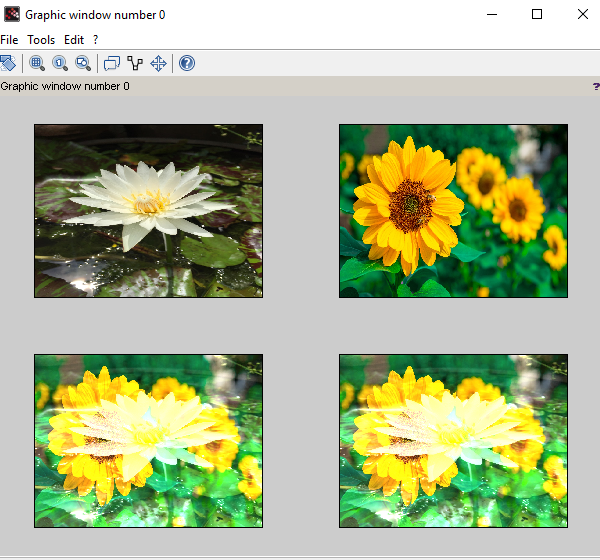 Graphic window number 0
File Tools Edit ?
Graphic window number 0 ?